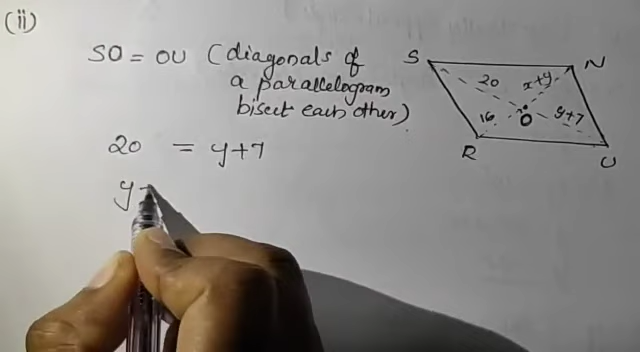 (ii)
SO = OU (diagonals of
a parallelogram
bisect each other)
20 = y+7
y
S
N
20
x+y
16
O
y+7
R
U